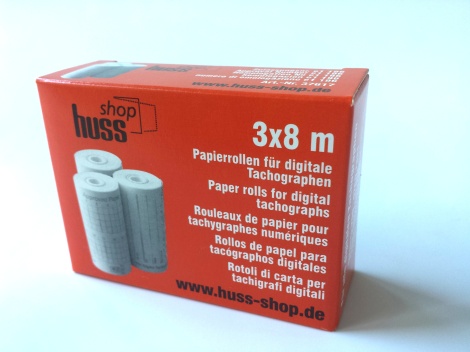 www.huss-shop.de
shop
huss
3x8 m
Papierrollen für digitale
Tachographen
Paper rolls for digital
tachographs
Rouleaux de papier pour
tachygraphes numériques
Rollos de papel para
tacógrafos digitales
Rotoli di carta per
tachigrafi digitali
www.huss-shop.de